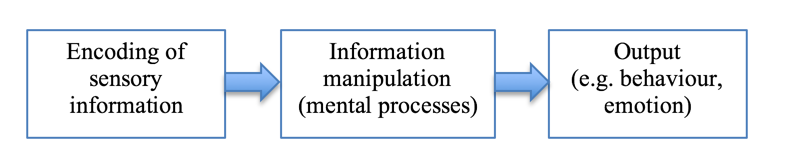 Encoding of
sensory
information
Information
manipulation
(mental processes)
Output
(e.g. behaviour,
emotion)